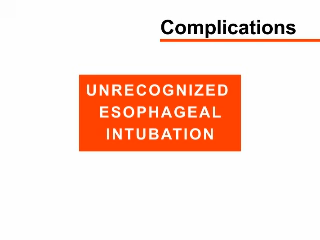 Complications
UNRECOGNIZED
ESOPHAGEAL
INTUBATION